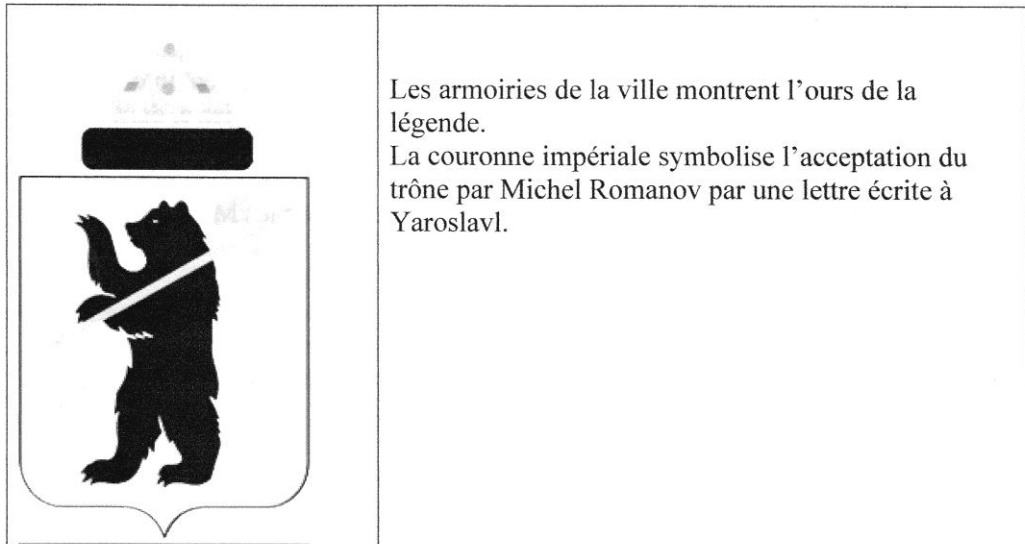 Les armoiries de la ville montrent l’ours de la
légende.
La couronne impériale symbolise l’acceptation du
trône par Michel Romanov par une lettre écrite à
Yaroslavl.